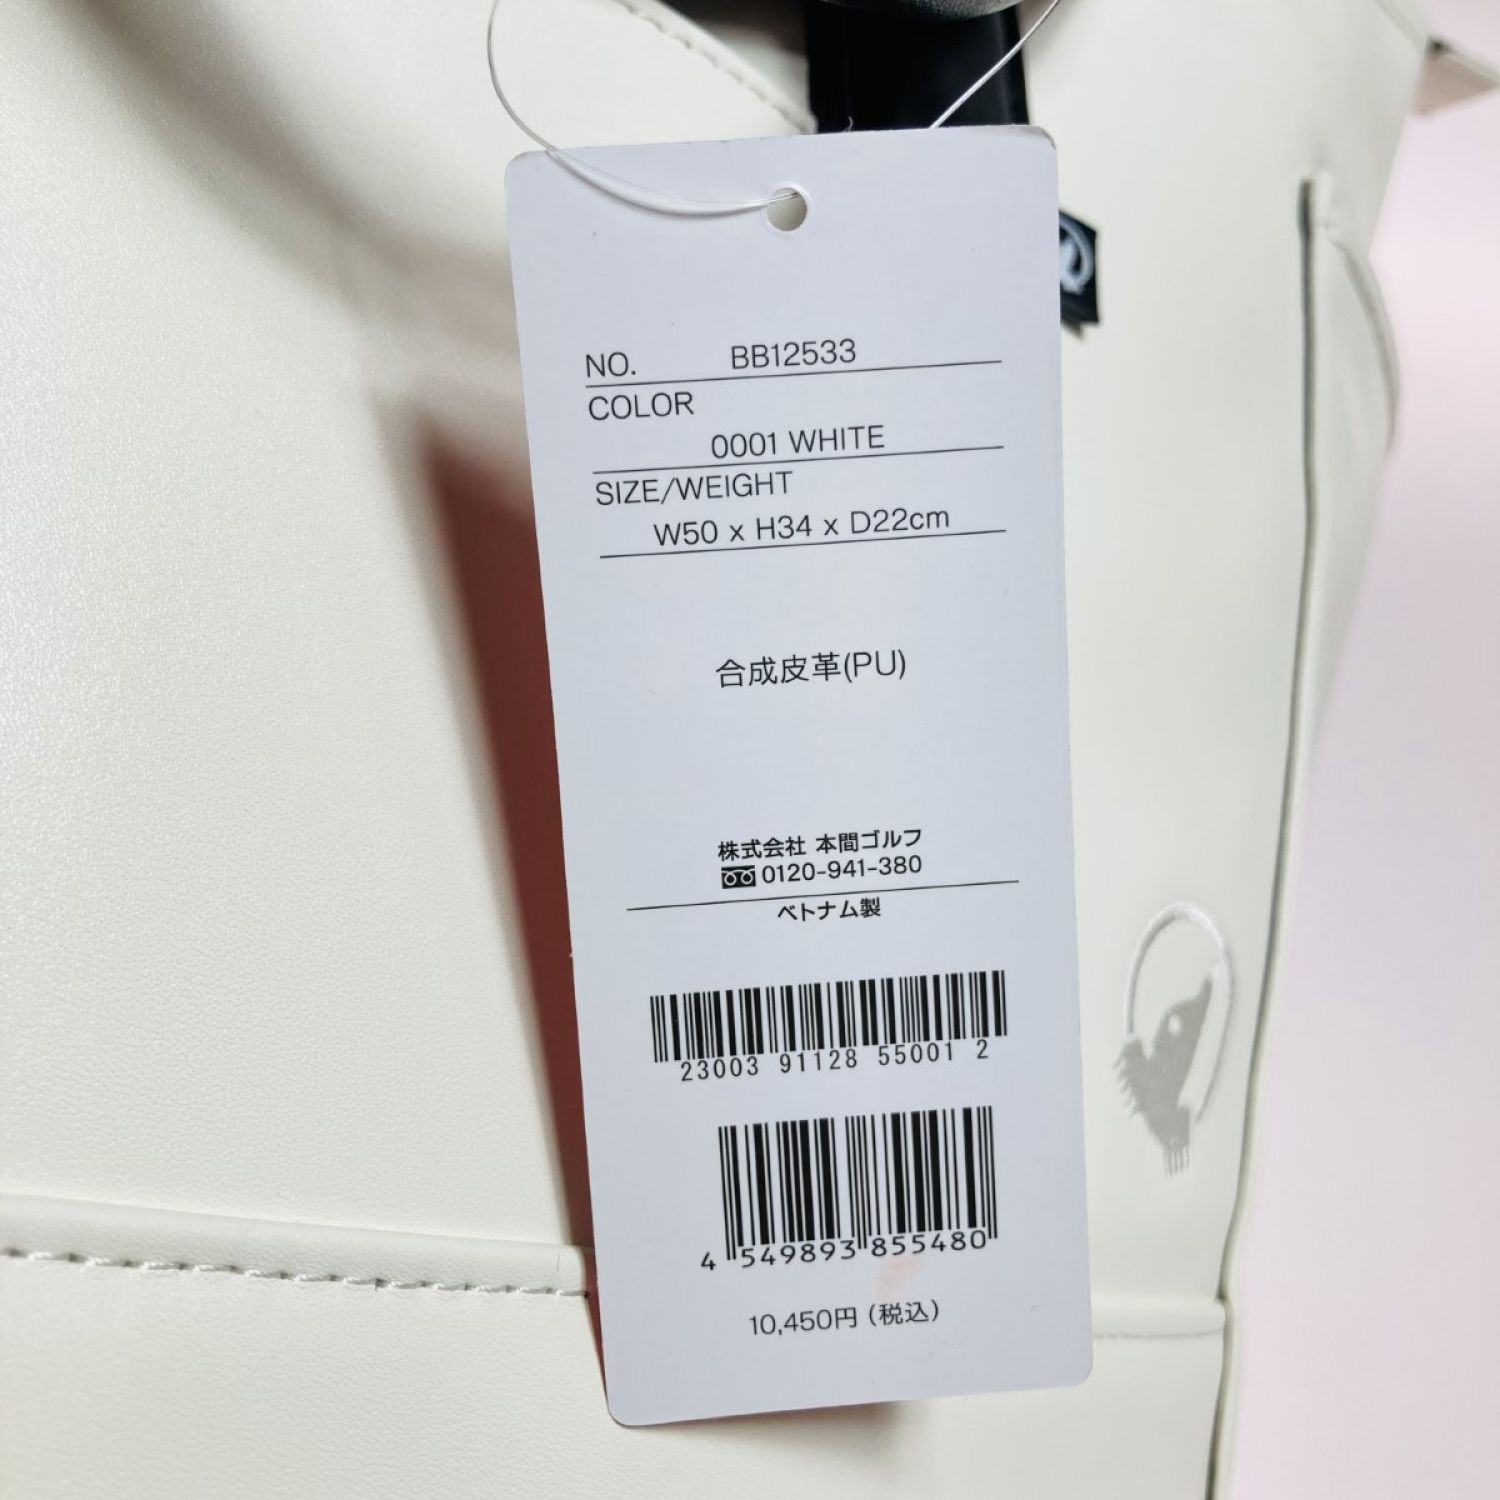 NO. BB12533
COLOR
0001 WHITE
SIZE/WEIGHT
W50 x H34 x D22cm
合成皮革(PU)
株式会社 本間ゴルフ
0120-941-380
ベトナム製
23003 91128 55001 2
4 549893 855480
10,450円 (税込)